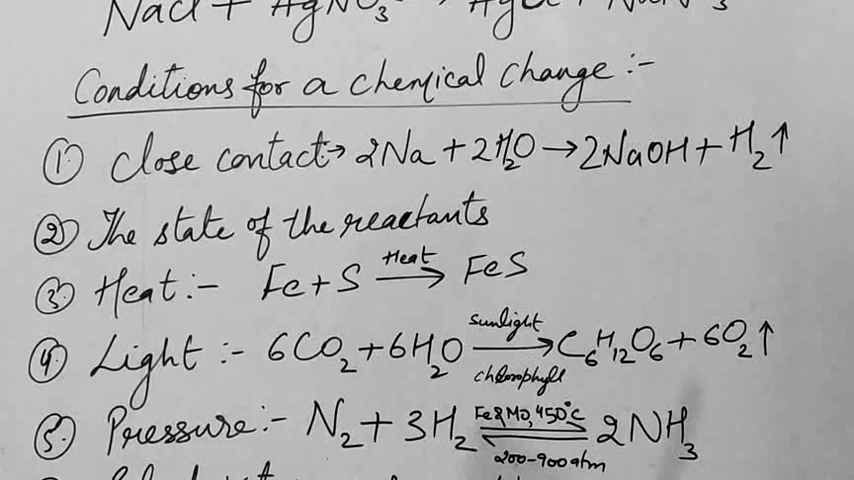 NaCl + AgNO₃
Conditions for a chemical change :-
① Close contact → 2Na + 2H₂O → 2NaOH + H₂↑
② The state of the reactants
③ Heat :- Fe + S —Heat→ FeS
④ Light :- 6CO₂ + 6H₂O —sunlight/chlorophyll→ C₆H₁₂O₆ + 6O₂↑
⑤ Pressure :- N₂ + 3H₂ ⇌ Fe & MO, 450°C / 200-900 atm 2NH₃